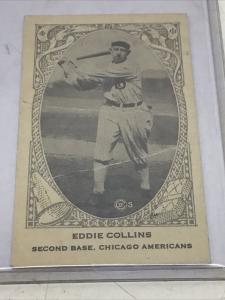 EDDIE COLLINS
SECOND BASE, CHICAGO AMERICANS